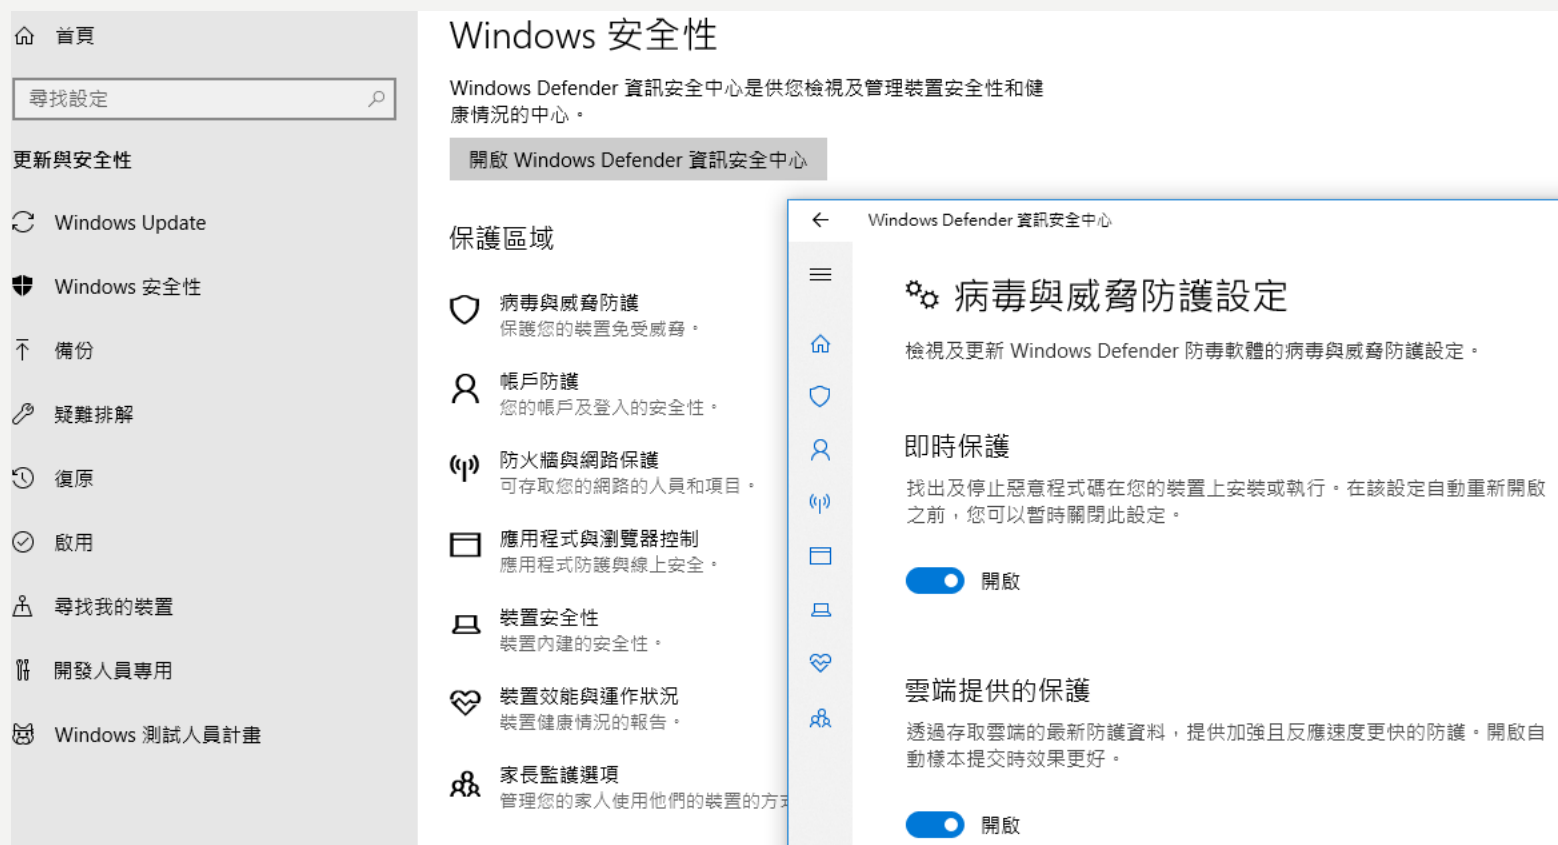 首頁
尋找設定
更新與安全性
Windows Update
Windows 安全性
備份
疑難排解
復原
啟用
尋找我的裝置
開發人員專用
Windows 測試人員計畫
Windows 安全性
Windows Defender 資訊安全中心是供您檢視及管理裝置安全性和健
康情況的中心。
開啟 Windows Defender 資訊安全中心
保護區域
病毒與威脅防護
保護您的裝置免受威脅。
帳戶防護
您的帳戶及登入的安全性。
防火牆與網路保護
可存取您的網路的人員和項目。
應用程式與瀏覽器控制
應用程式防護與線上安全。
裝置安全性
裝置內建的安全性。
裝置效能與運作狀況
裝置健康情況的報告。
家長監護選項
管理您的家人使用他們的裝置的方
Windows Defender 資訊安全中心
病毒與威脅防護設定
檢視及更新 Windows Defender 防毒軟體的病毒與威脅防護設定。
即時保護
找出及停止惡意程式碼在您的裝置上安裝或執行。在該設定自動重新開啟
之前，您可以暫時關閉此設定。
開啟
雲端提供的保護
透過存取雲端的最新防護資料，提供加強且反應速度更快的防護。開啟自
動樣本提交時效果更好。
開啟